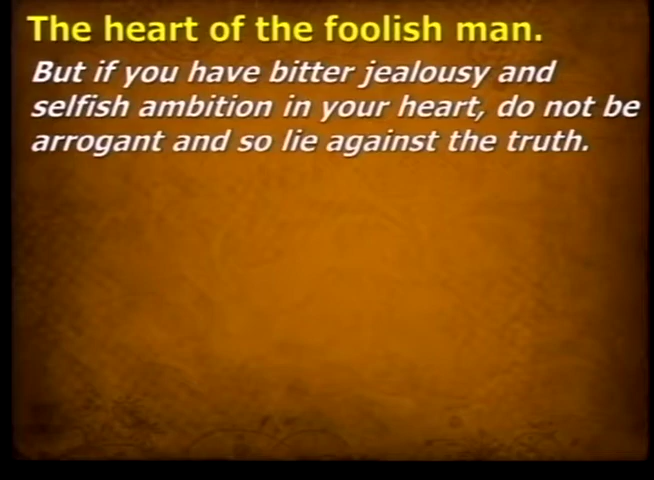 The heart of the foolish man.
But if you have bitter jealousy and
selfish ambition in your heart, do not be
arrogant and so lie against the truth.